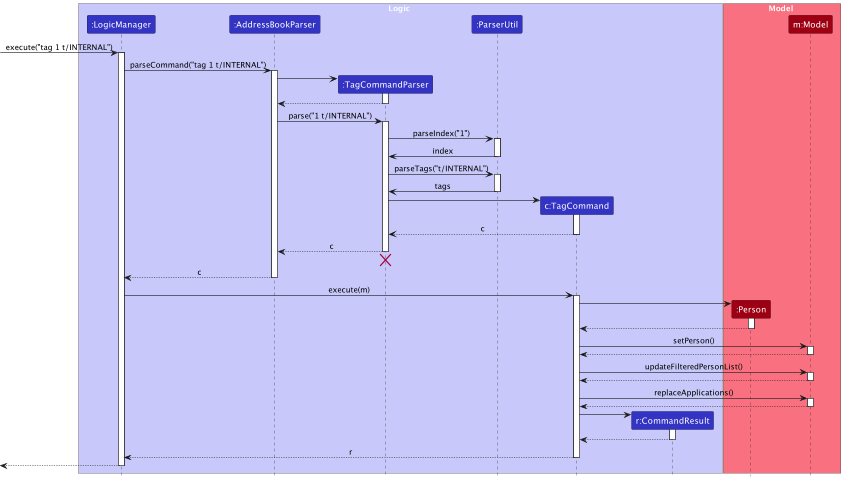 Logic
Model
:LogicManager
:AddressBookParser
:ParserUtil
m:Model
execute("tag 1 t/INTERNAL")
parseCommand("tag 1 t/INTERNAL")
:TagCommandParser
parse("1 t/INTERNAL")
parseIndex("1")
index
parseTags("t/INTERNAL")
tags
c:TagCommand
c
c
c
execute(m)
:Person
setPerson()
updateFilteredPersonList()
replaceApplications()
r:CommandResult
r